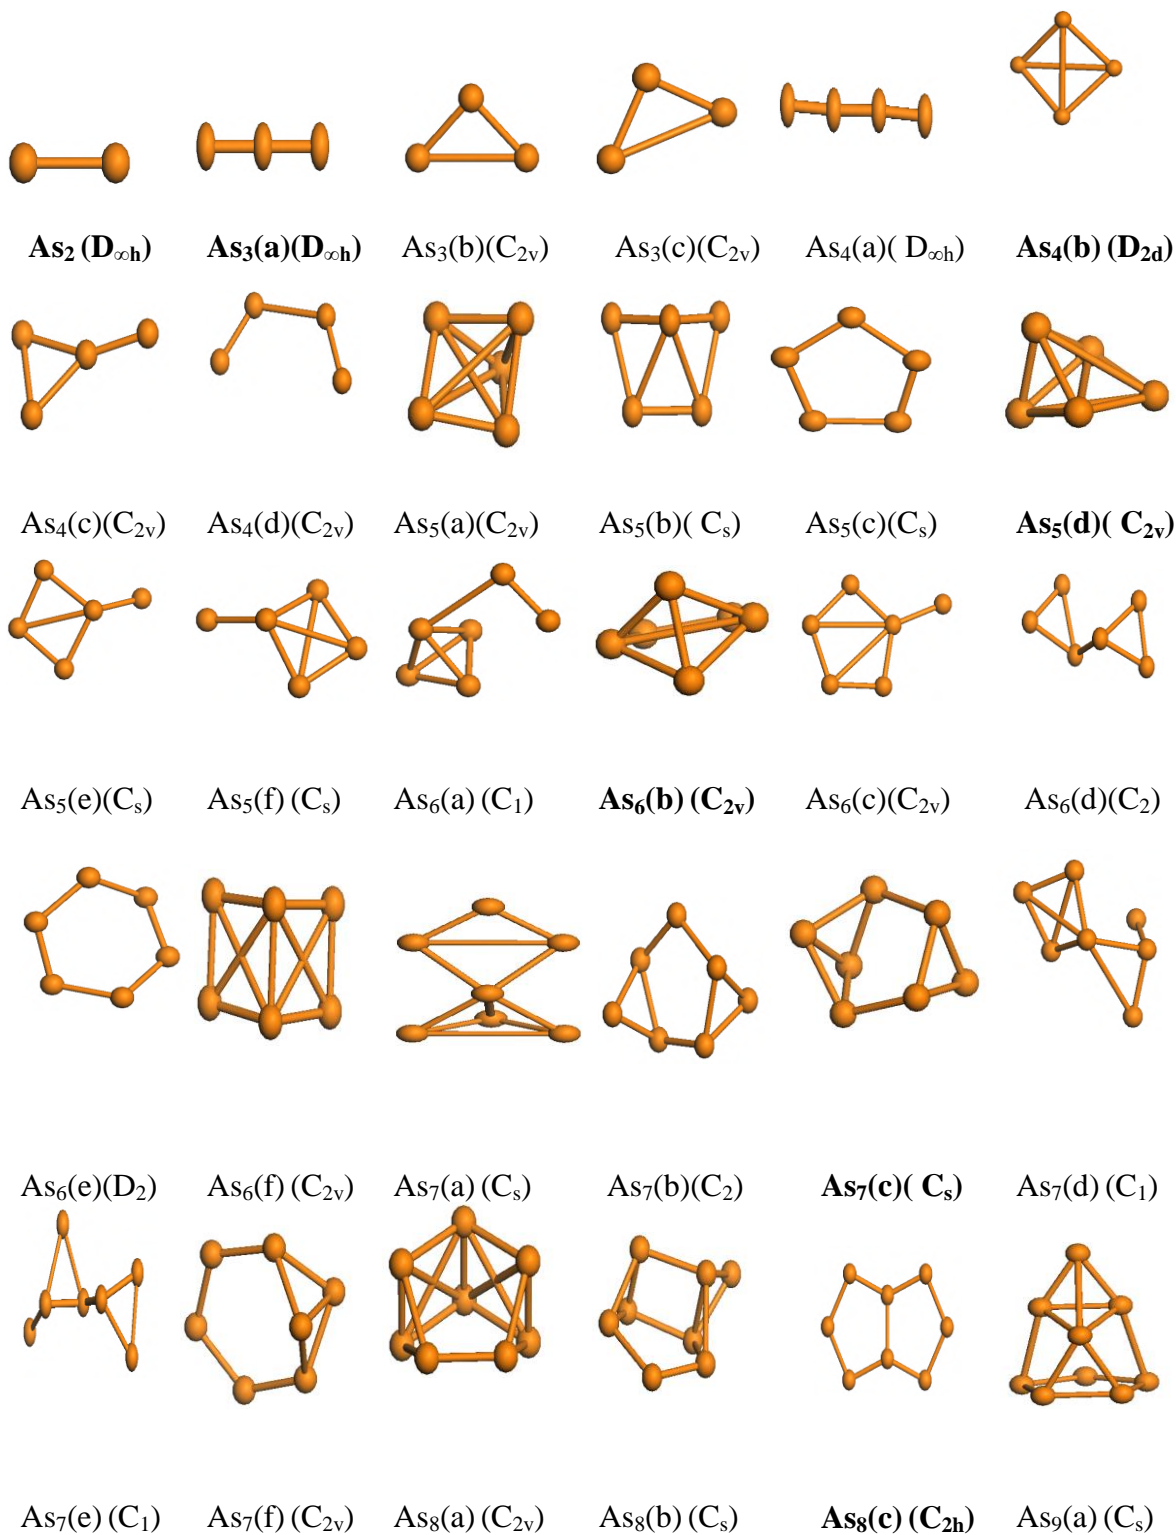 As₂ (D∞h) As₃(a)(D∞h) As₃(b)(C₂ᵥ) As₃(c)(C₂ᵥ) As₄(a)( D∞h) As₄(b) (D₂d)
As₄(c)(C₂ᵥ) As₄(d)(C₂ᵥ) As₅(a)(C₂ᵥ) As₅(b)( Cₛ) As₅(c)(Cₛ) As₅(d)( C₂ᵥ)
As₅(e)(Cₛ) As₅(f) (Cₛ) As₆(a) (C₁) As₆(b) (C₂ᵥ) As₆(c)(C₂ᵥ) As₆(d)(C₂)
As₆(e)(D₂) As₆(f) (C₂ᵥ) As₇(a) (Cₛ) As₇(b)(C₂) As₇(c)( Cₛ) As₇(d) (C₁)
As₇(e) (C₁) As₇(f) (C₂ᵥ) As₈(a) (C₂ᵥ) As₈(b) (Cₛ) As₈(c) (C₂ₕ) As₉(a) (Cₛ)